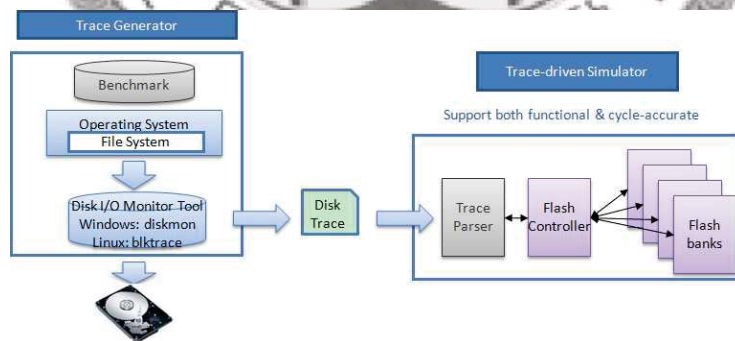 Trace Generator
Benchmark
Operating System
File System
Disk I/O Monitor Tool
Windows: diskmon
Linux: blktrace
Disk
Trace
Trace-driven Simulator
Support both functional & cycle-accurate
Trace
Parser
Flash
Controller
Flash
banks